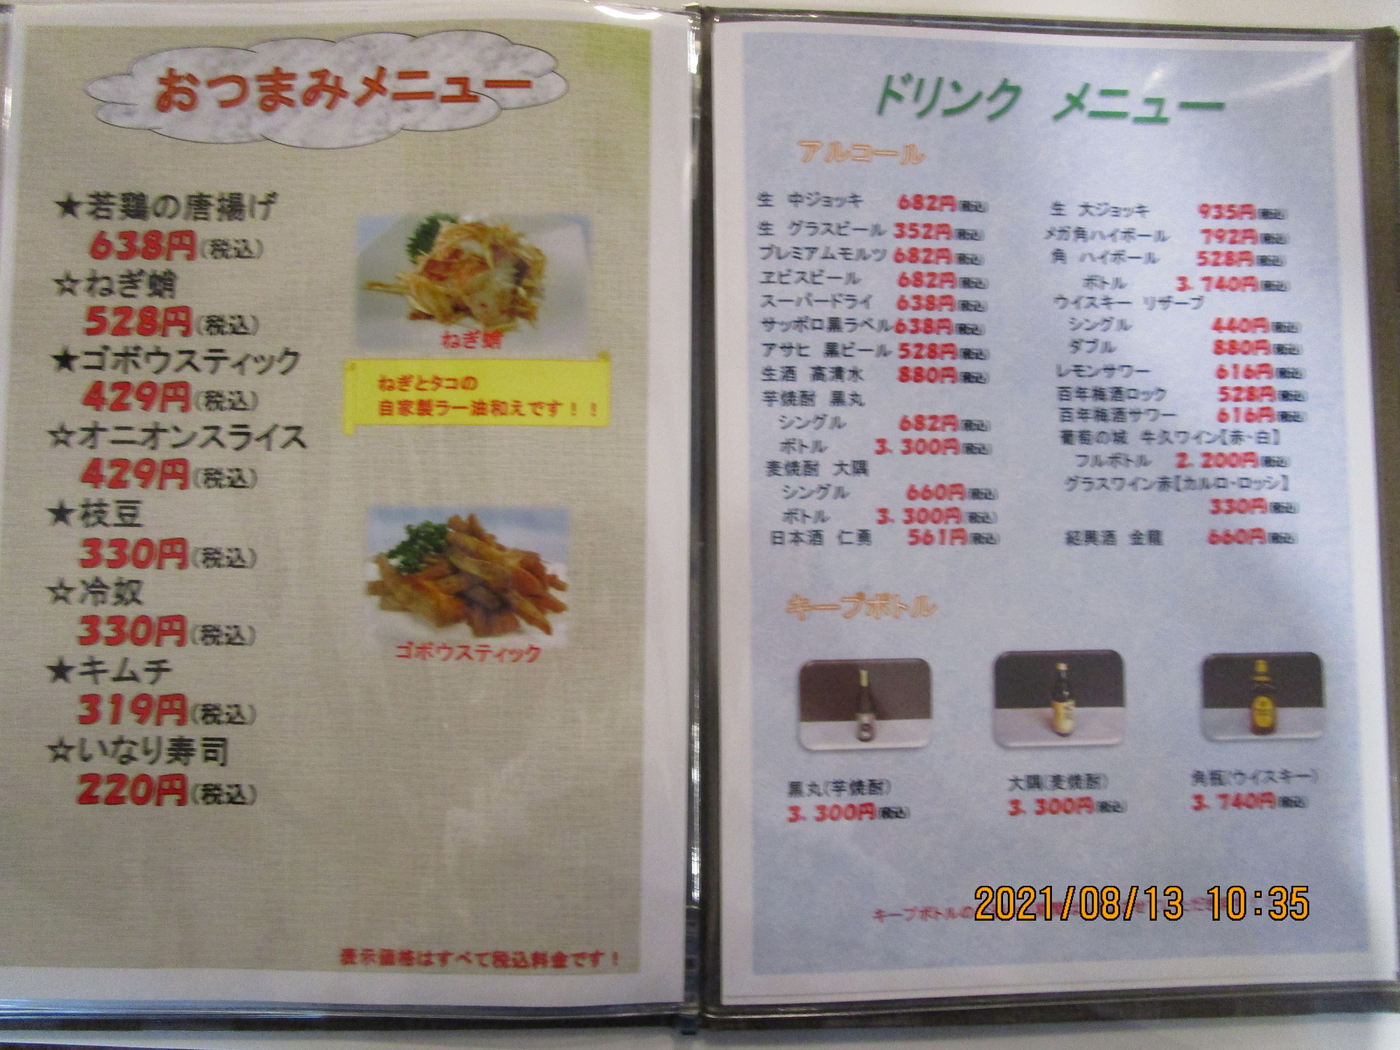 おつまみメニュー
★若鶏の唐揚げ
638円(税込)
☆ねぎ蛸
528円(税込)
★ゴボウスティック
429円(税込)
☆オニオンスライス
429円(税込)
★枝豆
330円(税込)
☆冷奴
330円(税込)
★キムチ
319円(税込)
☆いなり寿司
220円(税込)
ねぎ蛸
ねぎとタコの
自家製ラー油和えです！！
ゴボウスティック
表示価格はすべて税込料金です！
ドリンク メニュー
アルコール
生 中ジョッキ 682円(税込)
生 グラスビール 352円(税込)
プレミアムモルツ 682円(税込)
ヱビスビール 682円(税込)
スーパードライ 638円(税込)
サッポロ黒ラベル 638円(税込)
アサヒ 黒ビール 528円(税込)
生酒 高清水 880円(税込)
芋焼酎 黒丸
シングル 682円(税込)
ボトル 3.300円(税込)
麦焼酎 大隅
シングル 660円(税込)
ボトル 3.300円(税込)
日本酒 仁勇 561円(税込)
生 大ジョッキ 935円(税込)
メガ角ハイボール 792円(税込)
角 ハイボール 528円(税込)
ボトル 3.740円(税込)
ウイスキー リザーブ
シングル 440円(税込)
ダブル 880円(税込)
レモンサワー 616円(税込)
百年梅酒ロック 528円(税込)
百年梅酒サワー 616円(税込)
葡萄の城 牛久ワイン【赤・白】
フルボトル 2.200円(税込)
グラスワイン赤【カルロ・ロッシ】
330円(税込)
紹興酒 金龍 660円(税込)
キープボトル
黒丸(芋焼酎)
3.300円(税込)
大隅(麦焼酎)
3.300円(税込)
角瓶(ウイスキー)
3.740円(税込)
キープボトルの
2021/08/13 10:35